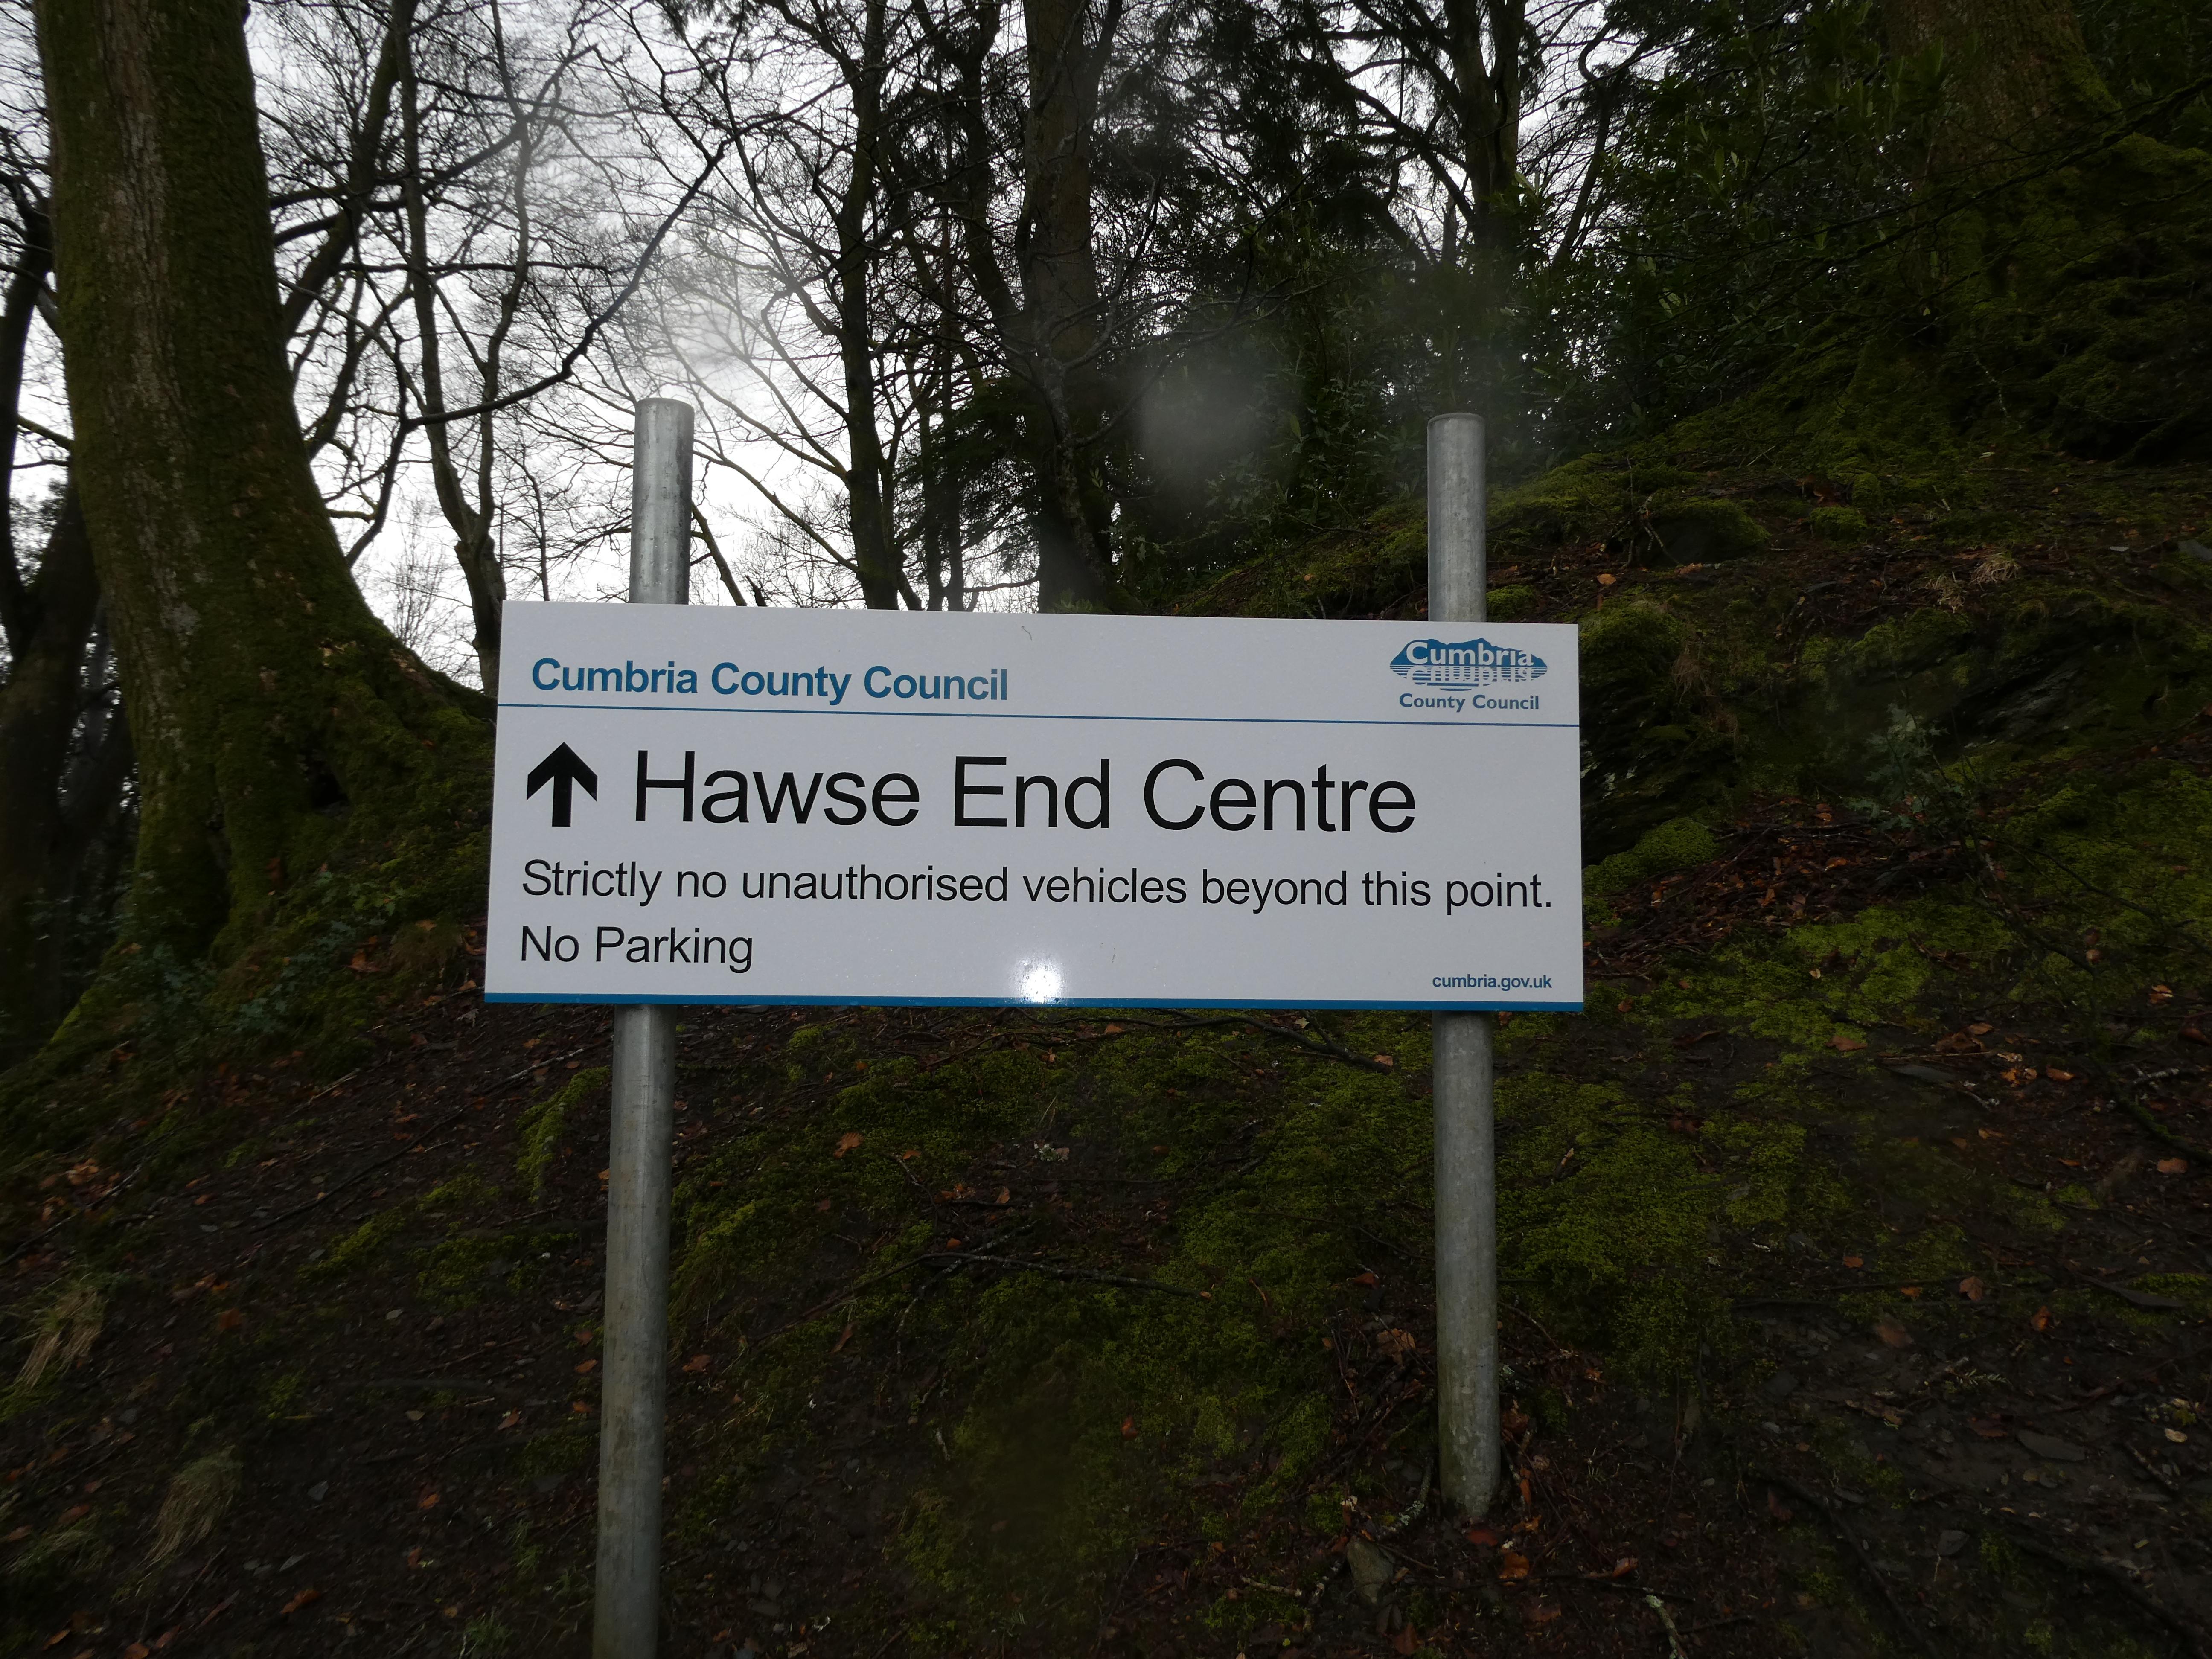 Cumbria County Council
Cumbria
County Council
Hawse End Centre
Strictly no unauthorised vehicles beyond this point.
No Parking
cumbria.gov.uk